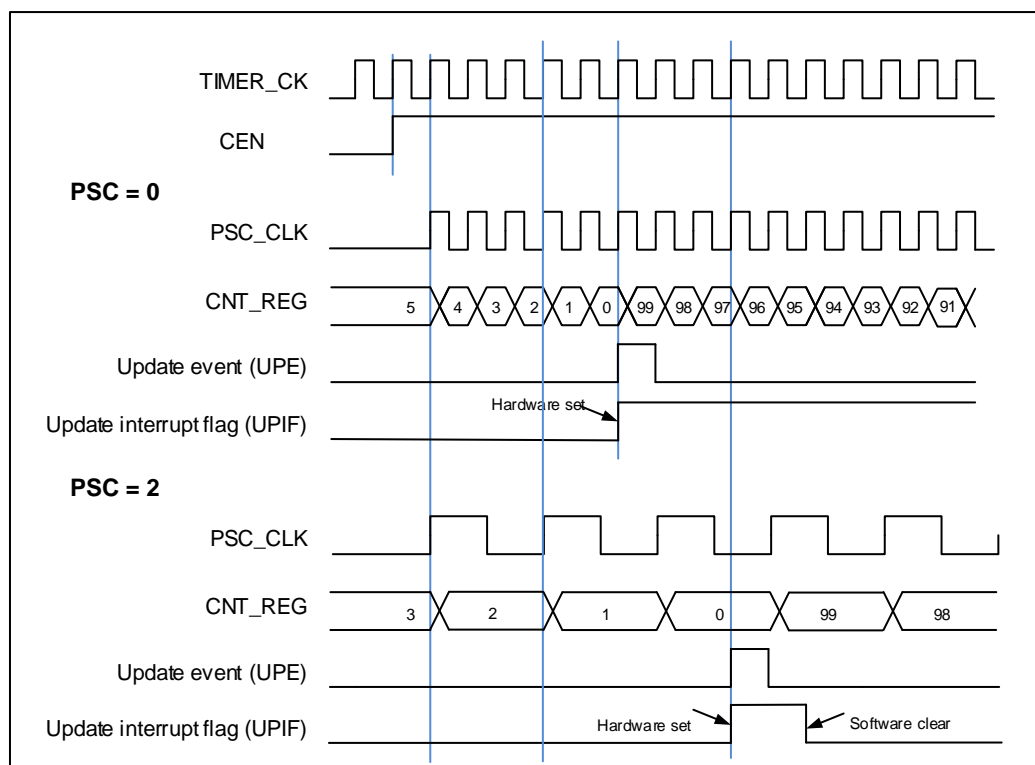 TIMER_CK
CEN
PSC = 0
PSC_CLK
CNT_REG 5 4 3 2 1 0 99 98 97 96 95 94 93 92 91
Update event (UPE)
Hardware set
Update interrupt flag (UPIF)
PSC = 2
PSC_CLK
CNT_REG 3 2 1 0 99 98
Update event (UPE)
Update interrupt flag (UPIF) Hardware set Software clear